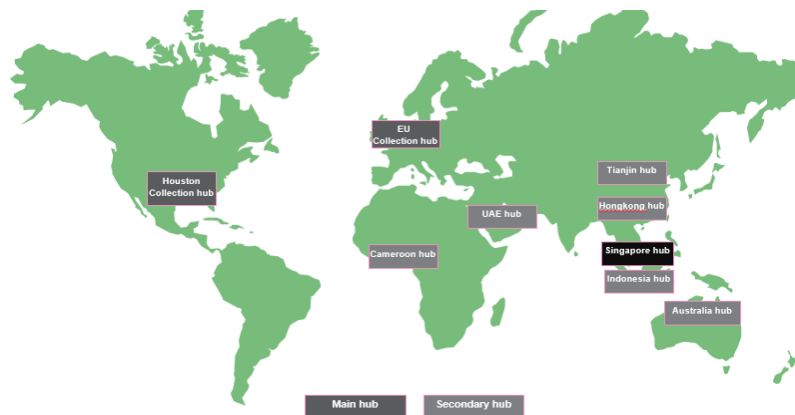 EU
Collection hub
Houston
Collection hub
Tianjin hub
Hongkong hub
UAE hub
Cameroon hub
Singapore hub
Indonesia hub
Australia hub
Main hub
Secondary hub